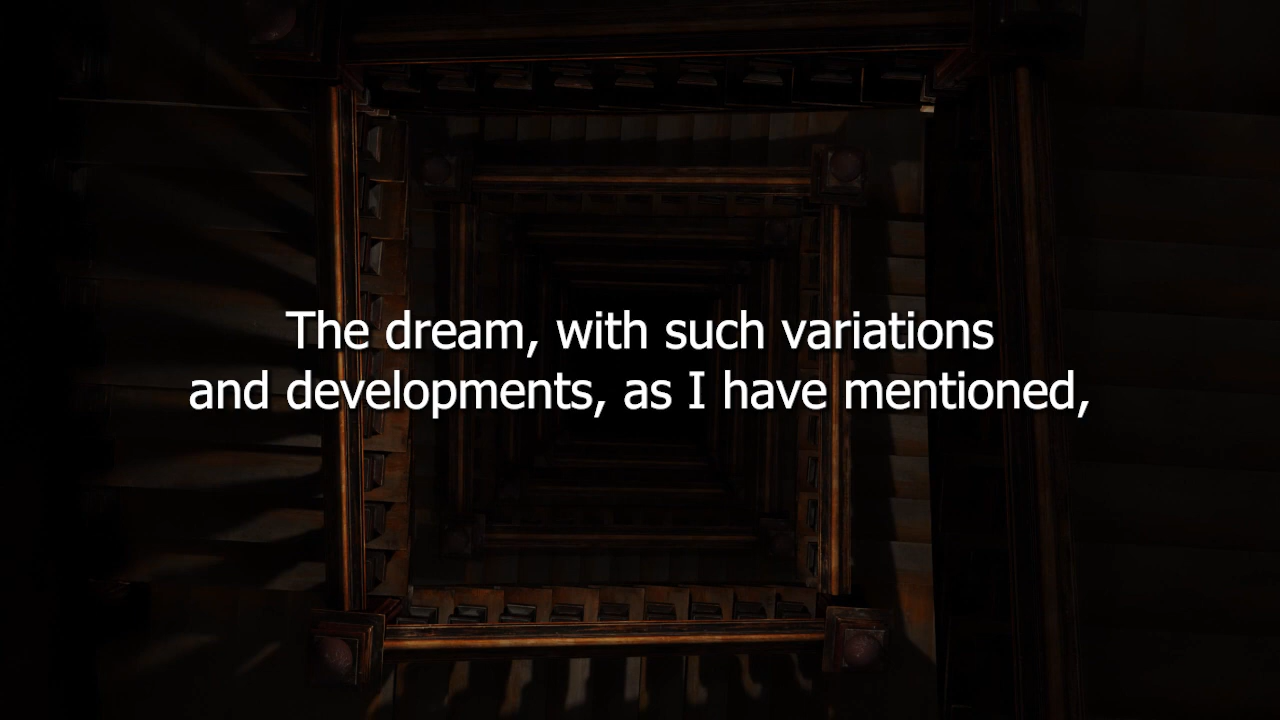 The dream, with such variations
and developments, as I have mentioned,